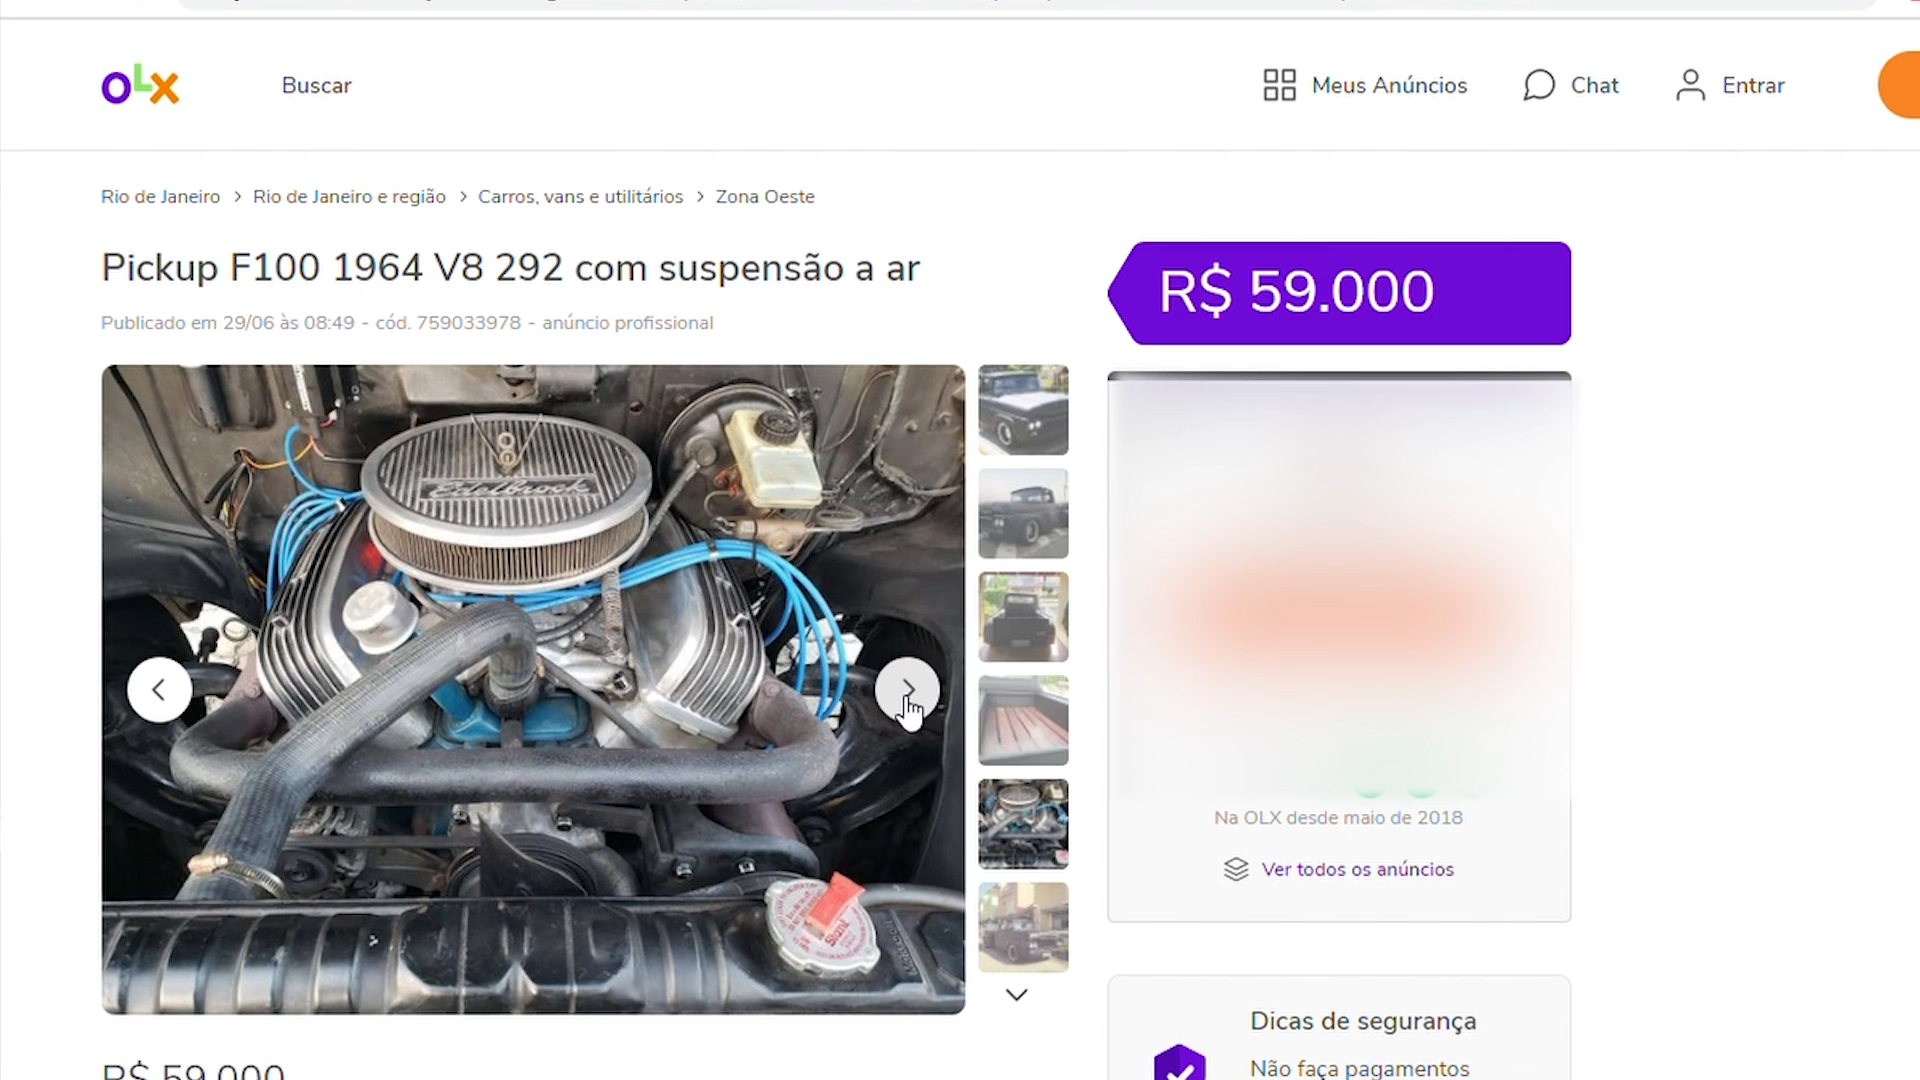 OLX
Buscar
Meus Anúncios
Chat
Entrar
Rio de Janeiro > Rio de Janeiro e região > Carros, vans e utilitários > Zona Oeste
Pickup F100 1964 V8 292 com suspensão a ar
R$ 59.000
Publicado em 29/06 às 08:49 - cód. 759033978 - anúncio profissional
Edelbrock
Na OLX desde maio de 2018
Ver todos os anúncios
Dicas de segurança
Não faça pagamentos
R$ 59.000